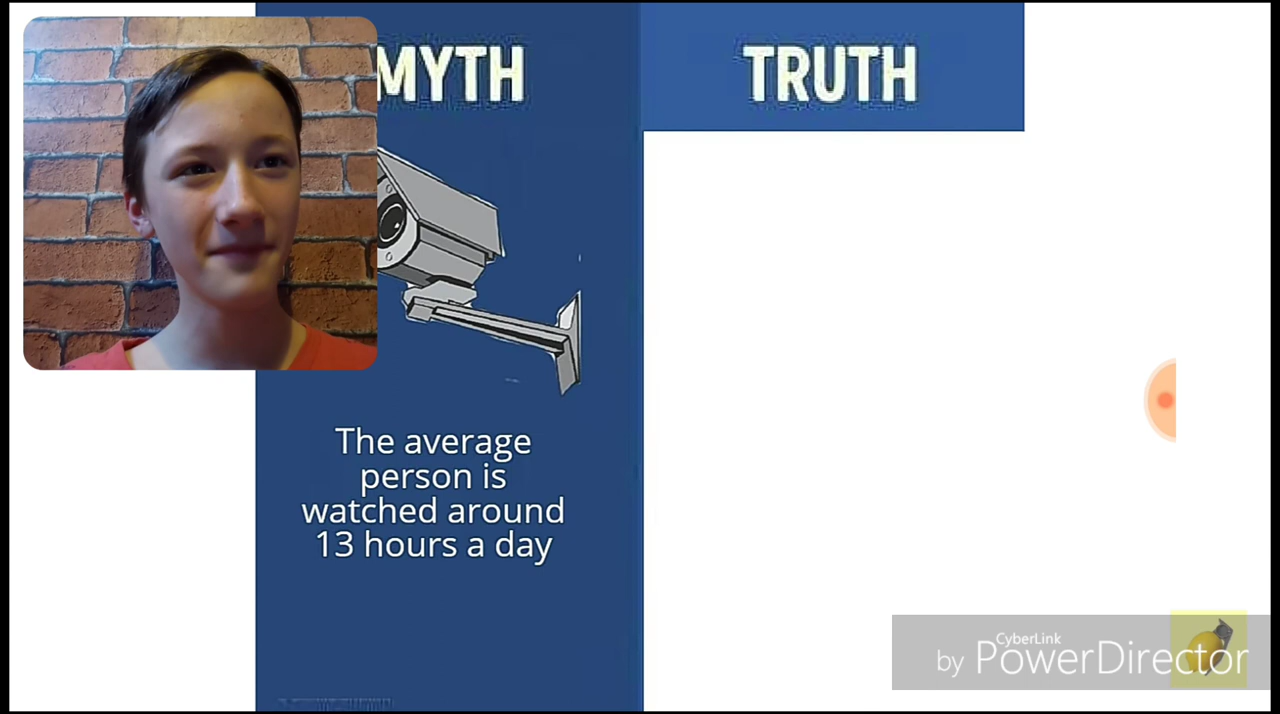 MYTH
TRUTH
The average
person is
watched around
13 hours a day
CyberLink
by PowerDirector